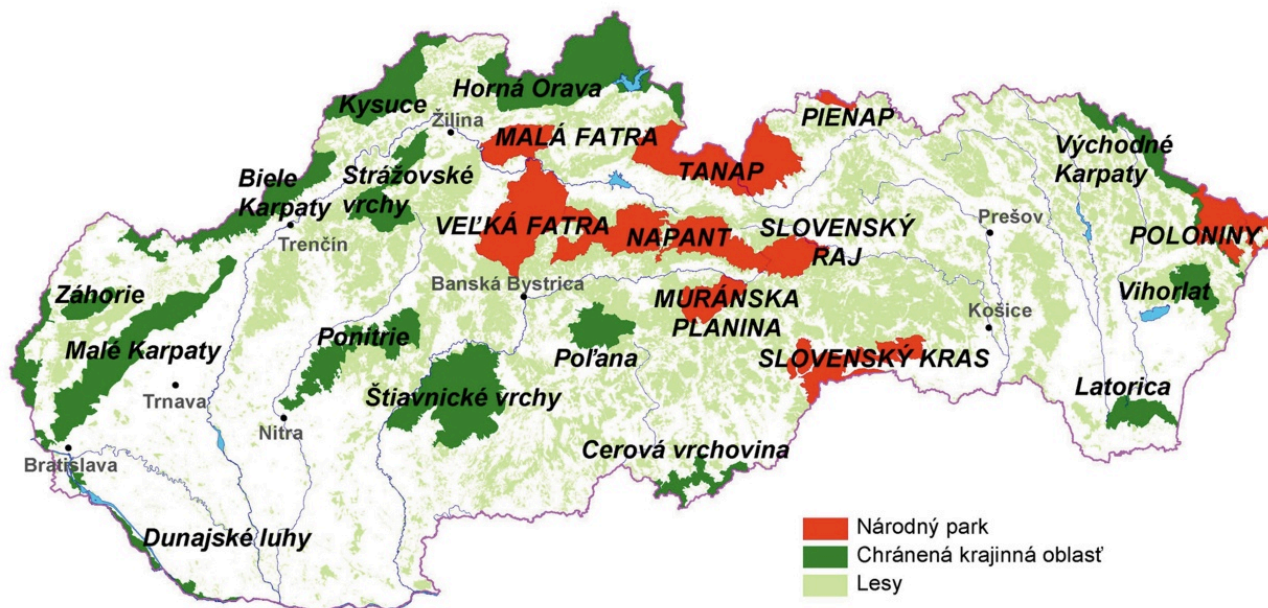 Horná Orava
Kysuce
Žilina
MALÁ FATRA
PIENAP
TANAP
Východné
Karpaty
Strážovské
vrchy
Biele
Karpaty
Trenčín
VEĽKÁ FATRA
NAPANT
SLOVENSKÝ
RAJ
Prešov
POLONINY
Banská Bystrica
MURÁNSKA
PLANINA
Záhorie
Vihorlat
Malé Karpaty
Ponitrie
Poľana
Košice
SLOVENSKÝ KRAS
Trnava
Štiavnické vrchy
Latorica
Nitra
Bratislava
Cerová vrchovina
Dunajské luhy
Národný park
Chránená krajinná oblasť
Lesy